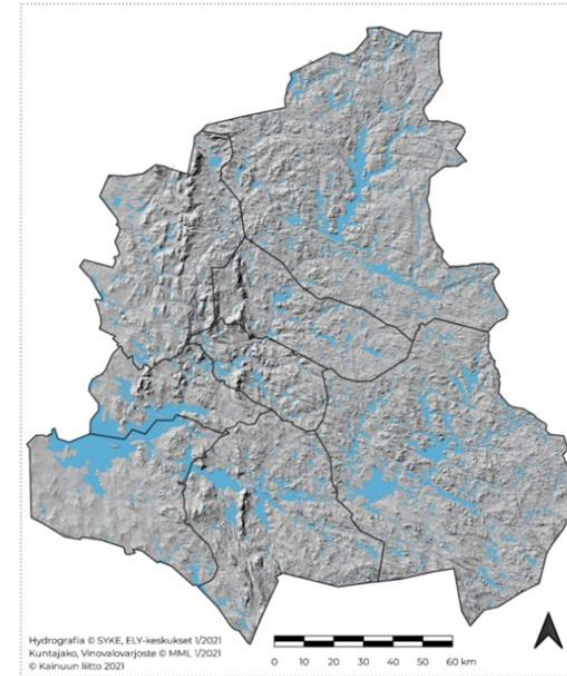 Hydrografia © SYKE, ELY-keskukset 1/2021
Kuntajako, Vinovalovarjoste © MML 1/2021
© Kainuun liitto 2021
0 10 20 30 40 50 60 km